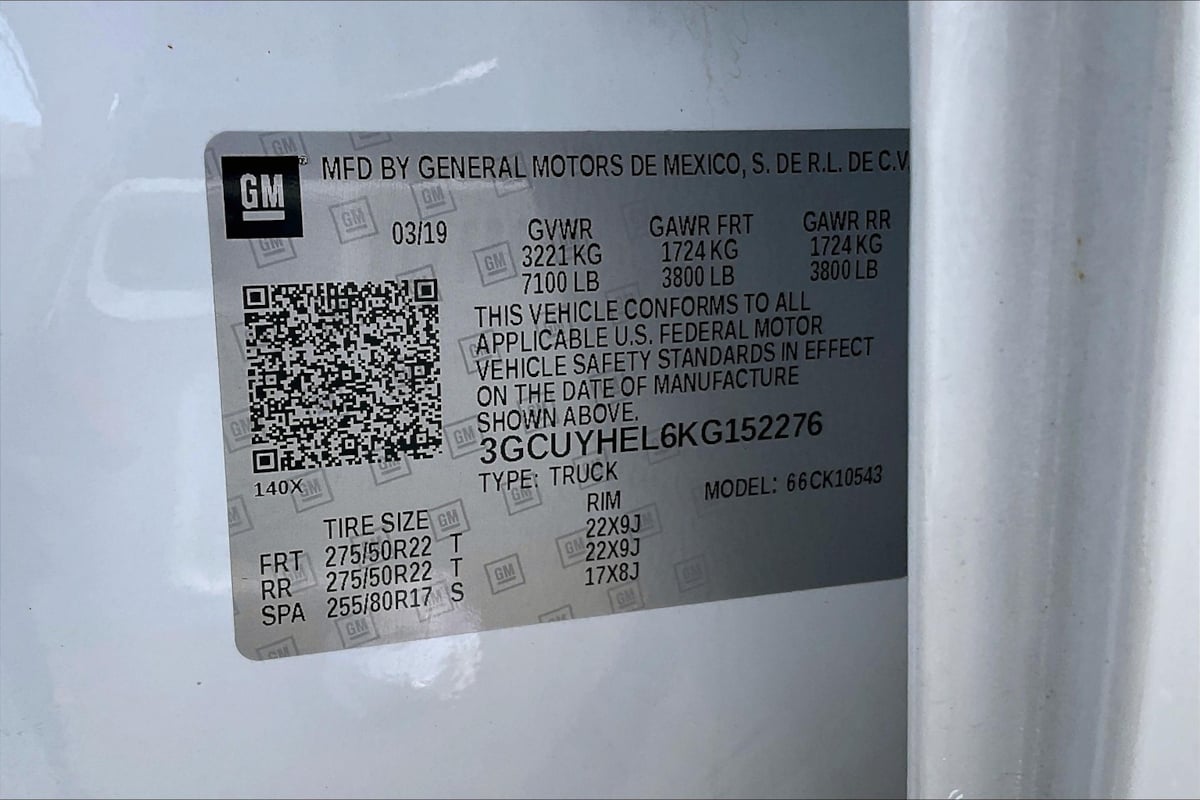 GM
MFD BY GENERAL MOTORS DE MEXICO, S. DE R.L. DE C.V.
03/19 GVWR GAWR FRT GAWR RR
3221 KG 1724 KG 1724 KG
7100 LB 3800 LB 3800 LB
THIS VEHICLE CONFORMS TO ALL
APPLICABLE U.S. FEDERAL MOTOR
VEHICLE SAFETY STANDARDS IN EFFECT
ON THE DATE OF MANUFACTURE
SHOWN ABOVE.
3GCUYHEL6KG152276
140X
TYPE: TRUCK MODEL: 66CK10543
TIRE SIZE RIM
FRT 275/50R22 T 22X9J
RR 275/50R22 T 22X9J
SPA 255/80R17 S 17X8J